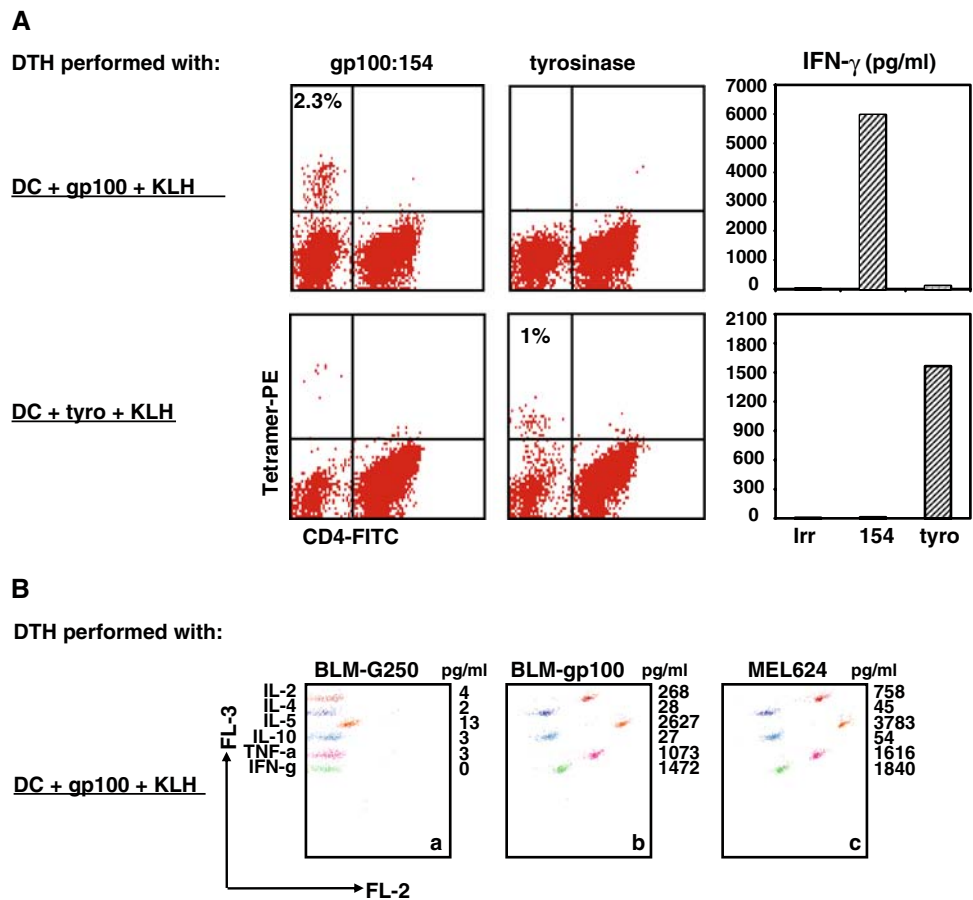 A
DTH performed with:
gp100:154
tyrosinase
IFN-γ (pg/ml)
DC + gp100 + KLH
2.3%
7000
6000
5000
4000
3000
2000
1000
0
DC + tyro + KLH
Tetramer-PE
1%
2100
1800
1500
1200
900
600
300
0
CD4-FITC
Irr 154 tyro
B
DTH performed with:
BLM-G250 pg/ml
BLM-gp100 pg/ml
MEL624 pg/ml
DC + gp100 + KLH
FL-3
IL-2
IL-4
IL-5
IL-10
TNF-a
IFN-g
4
2
13
3
3
0
a
268
28
2627
27
1073
1472
b
758
45
3783
54
1616
1840
c
FL-2